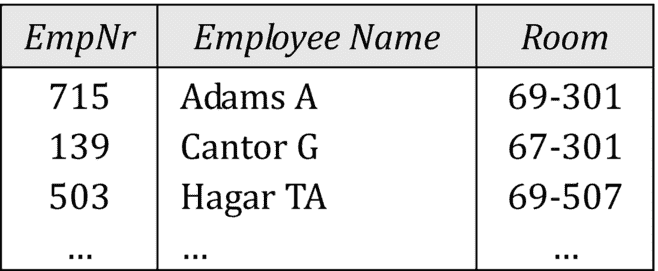 EmpNr Employee Name Room
715 Adams A 69-301
139 Cantor G 67-301
503 Hagar TA 69-507
... ... ...